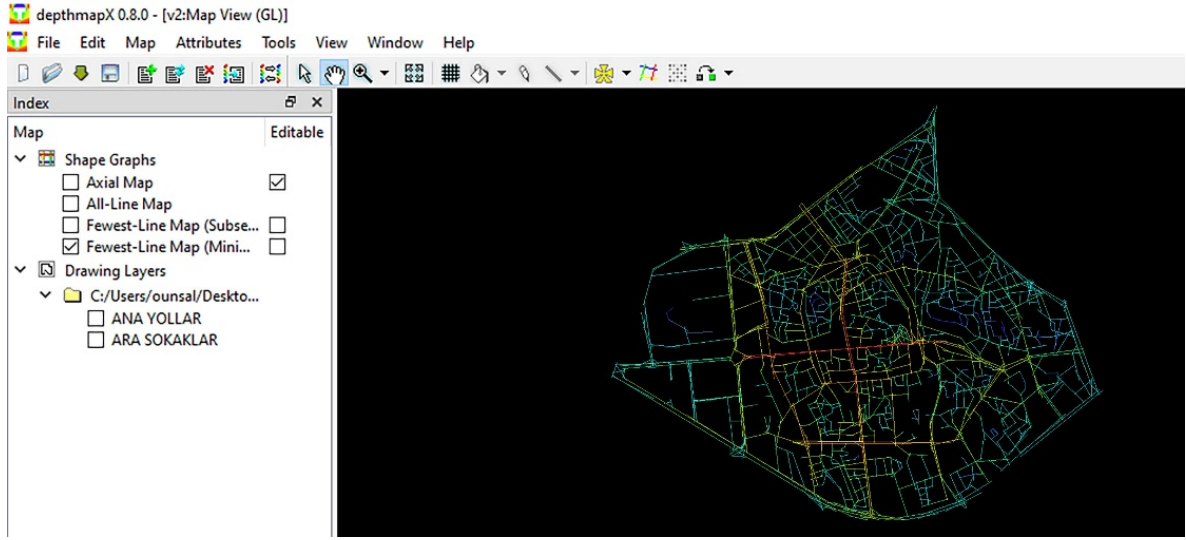 depthmapX 0.8.0 - [v2:Map View (GL)]
File Edit Map Attributes Tools View Window Help
Index
Map Editable
Shape Graphs
Axial Map
All-Line Map
Fewest-Line Map (Subse...
Fewest-Line Map (Mini...
Drawing Layers
C:/Users/ounsal/Deskto...
ANA YOLLAR
ARA SOKAKLAR